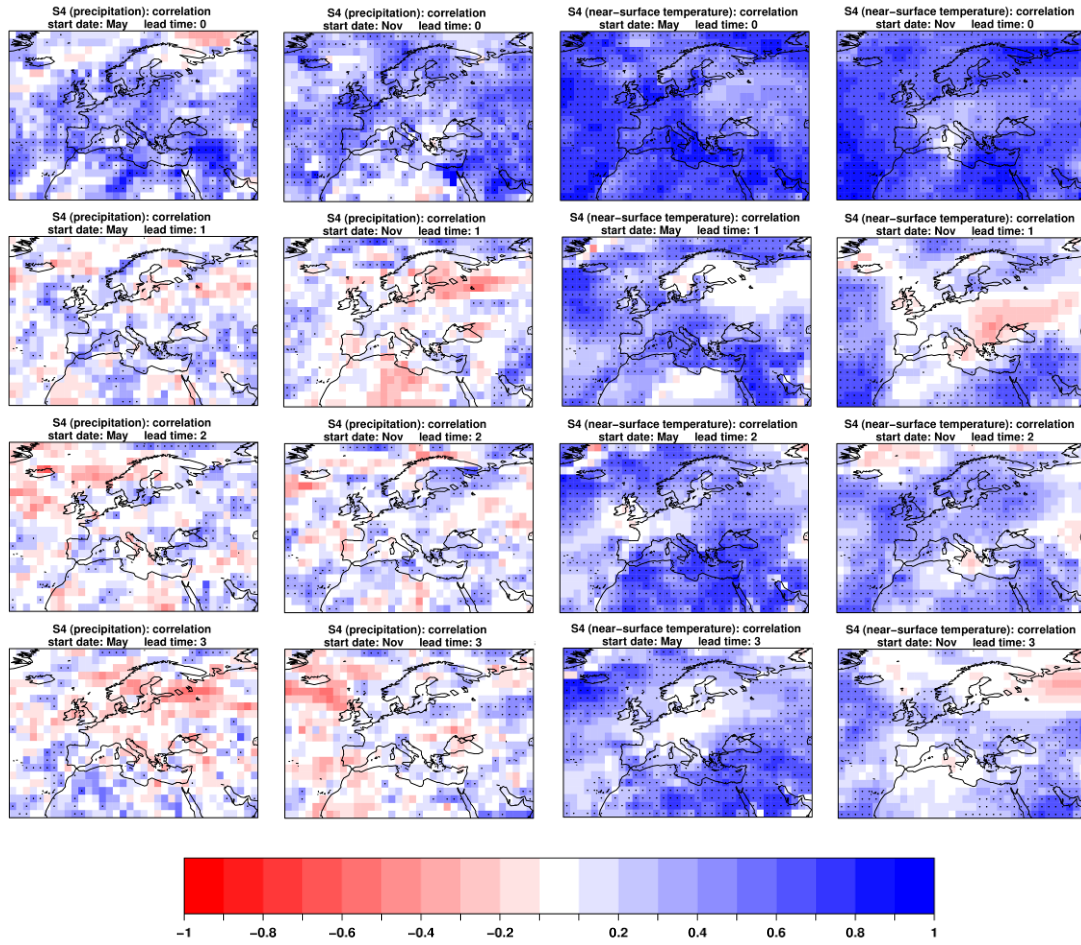 S4 (precipitation): correlation
start date: May lead time: 0
S4 (precipitation): correlation
start date: Nov lead time: 0
S4 (near−surface temperature): correlation
start date: May lead time: 0
S4 (near−surface temperature): correlation
start date: Nov lead time: 0
S4 (precipitation): correlation
start date: May lead time: 1
S4 (precipitation): correlation
start date: Nov lead time: 1
S4 (near−surface temperature): correlation
start date: May lead time: 1
S4 (near−surface temperature): correlation
start date: Nov lead time: 1
S4 (precipitation): correlation
start date: May lead time: 2
S4 (precipitation): correlation
start date: Nov lead time: 2
S4 (near−surface temperature): correlation
start date: May lead time: 2
S4 (near−surface temperature): correlation
start date: Nov lead time: 2
S4 (precipitation): correlation
start date: May lead time: 3
S4 (precipitation): correlation
start date: Nov lead time: 3
S4 (near−surface temperature): correlation
start date: May lead time: 3
S4 (near−surface temperature): correlation
start date: Nov lead time: 3
−1 −0.8 −0.6 −0.4 −0.2 0.2 0.4 0.6 0.8 1